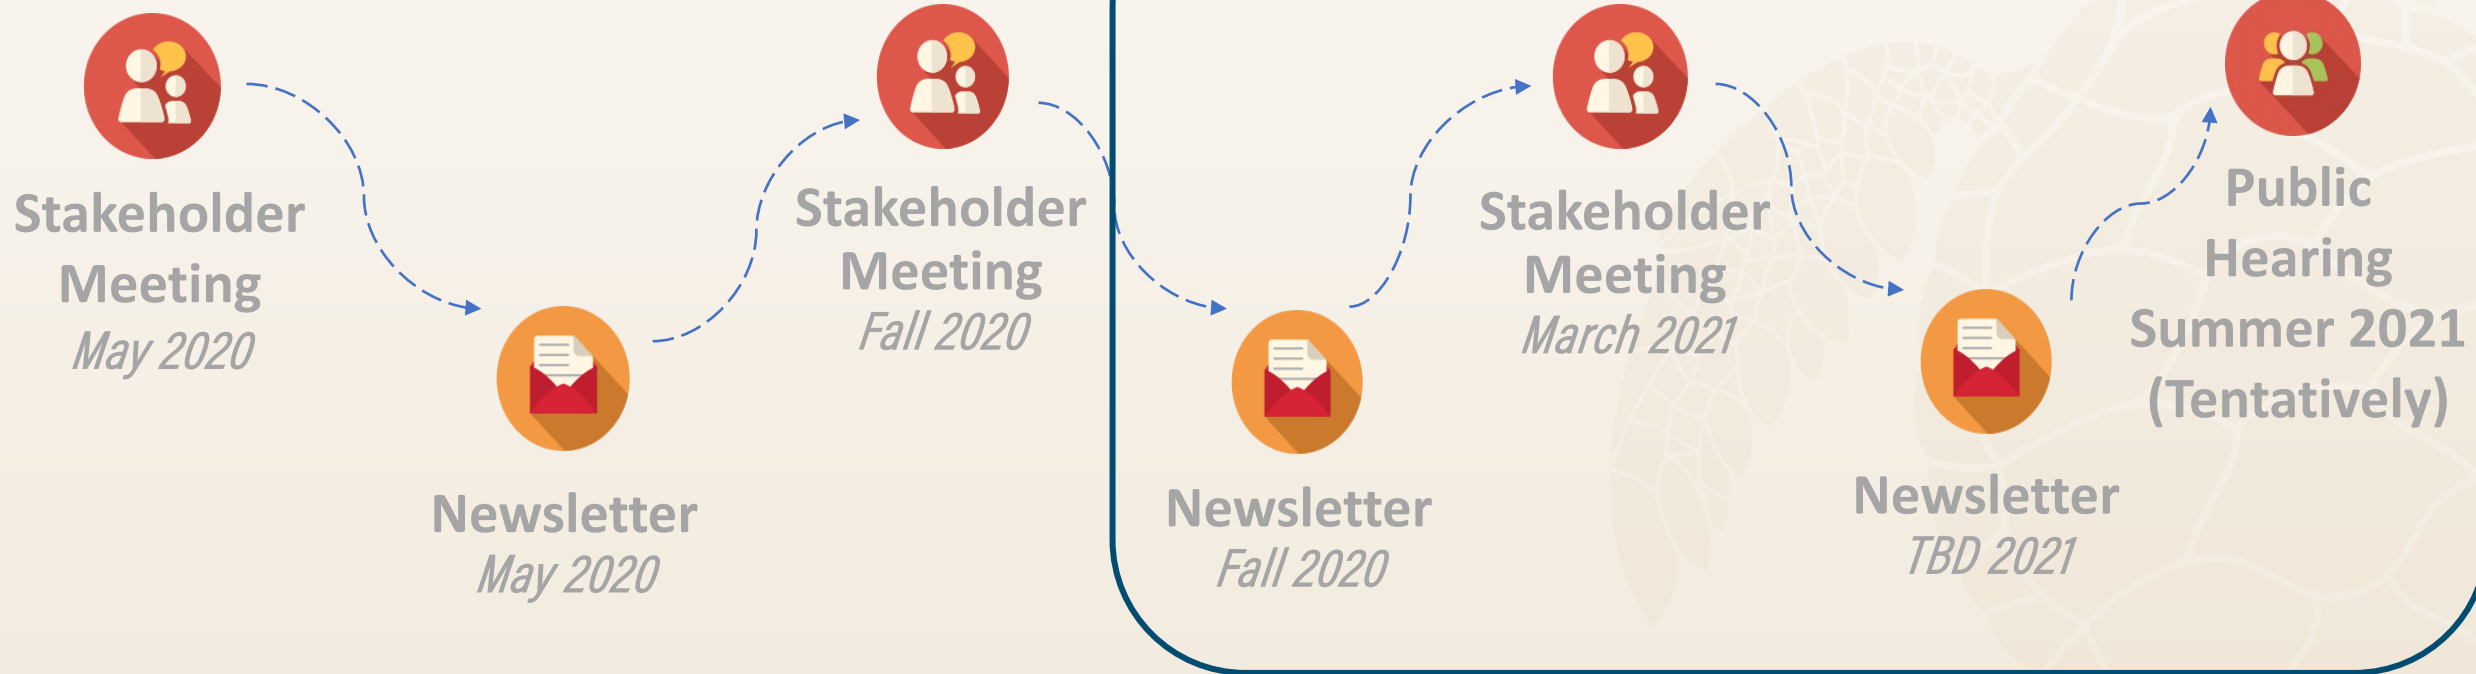 Stakeholder
Meeting
May 2020
Newsletter
May 2020
Stakeholder
Meeting
Fall 2020
Newsletter
Fall 2020
Stakeholder
Meeting
March 2021
Newsletter
TBD 2021
Public
Hearing
Summer 2021
(Tentatively)